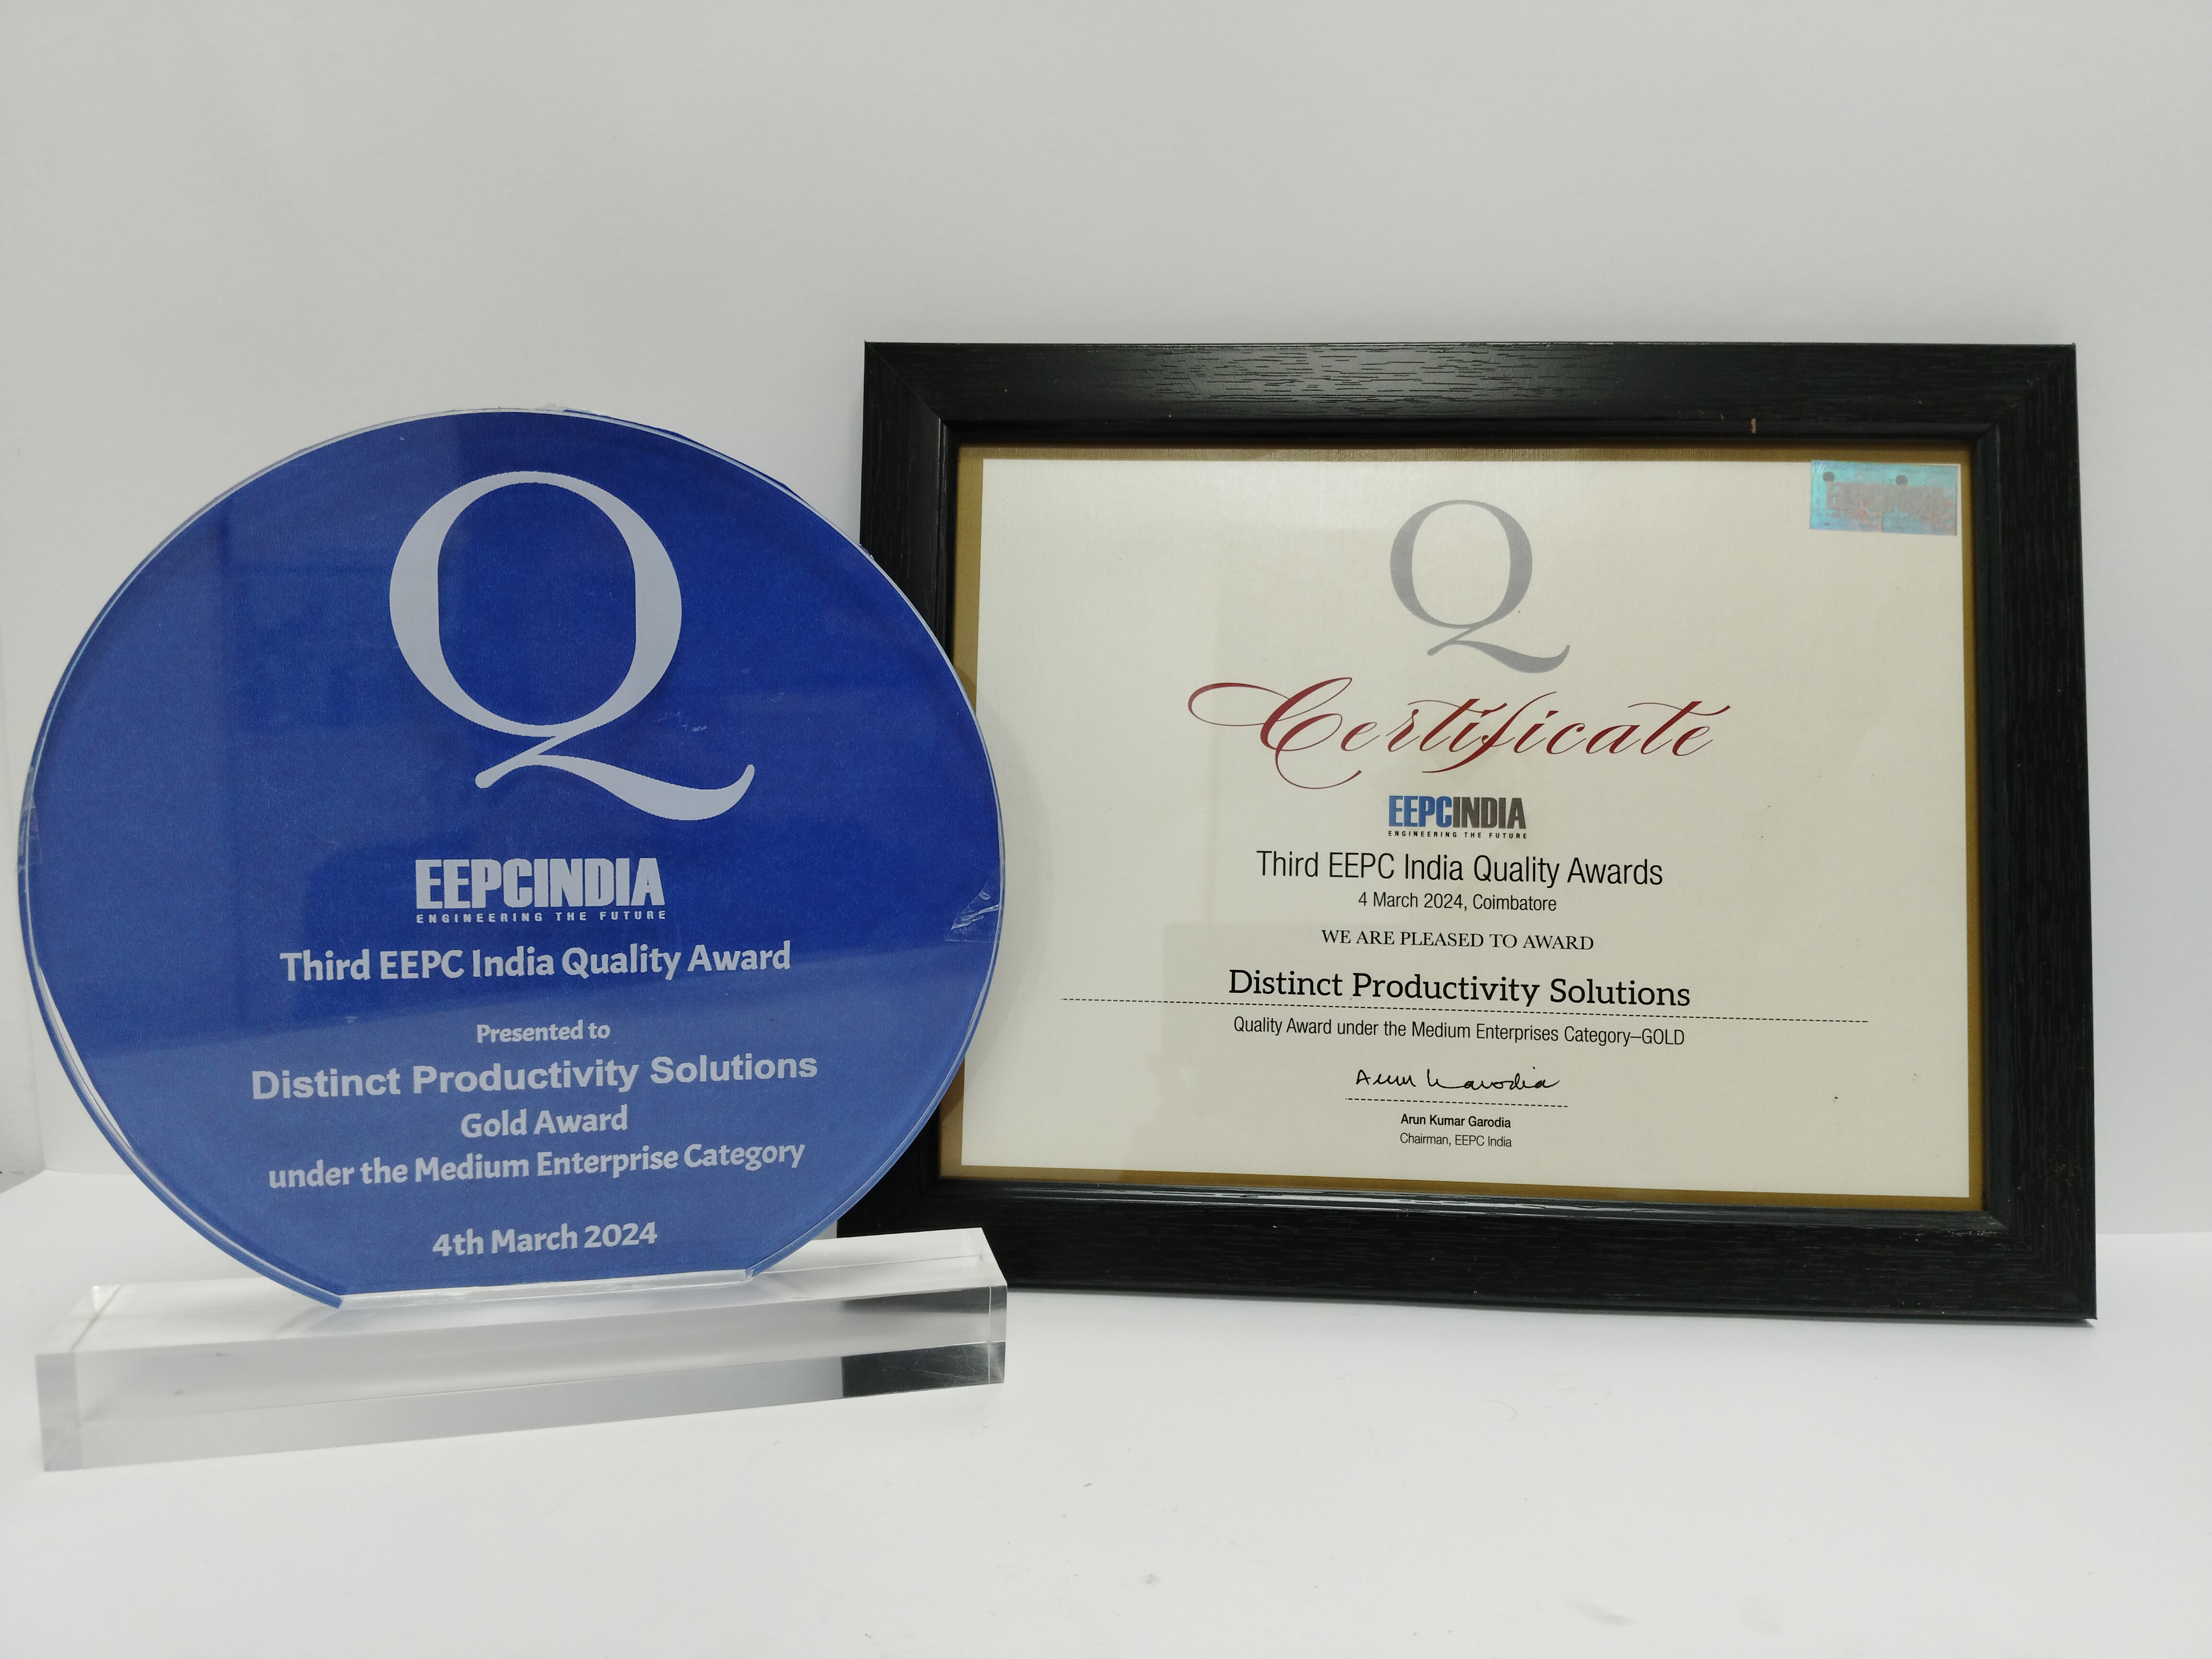 Q
EEPCINDIA
ENGINEERING THE FUTURE
Third EEPC India Quality Award
Presented to
Distinct Productivity Solutions
Gold Award
under the Medium Enterprise Category
4th March 2024
Q
Certificate
EEPCINDIA
ENGINEERING THE FUTURE
Third EEPC India Quality Awards
4 March 2024, Coimbatore
WE ARE PLEASED TO AWARD
Distinct Productivity Solutions
Quality Award under the Medium Enterprises Category–GOLD
Arun Garodia
Arun Kumar Garodia
Chairman, EEPC India